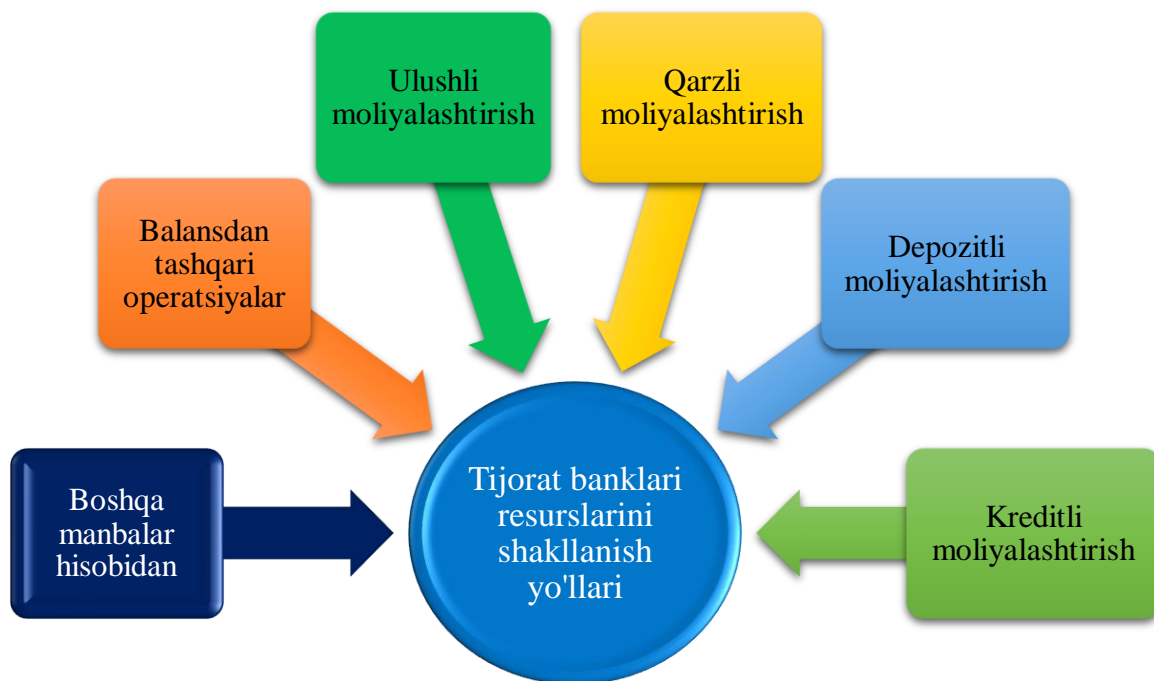 Ulushli
moliyalashtirish
Qarzli
moliyalashtirish
Balansdan
tashqari
operatsiyalar
Depozitli
moliyalashtirish
Boshqa
manbalar
hisobidan
Tijorat banklari
resurslarini
shakllanish
yo'llari
Kreditli
moliyalashtirish